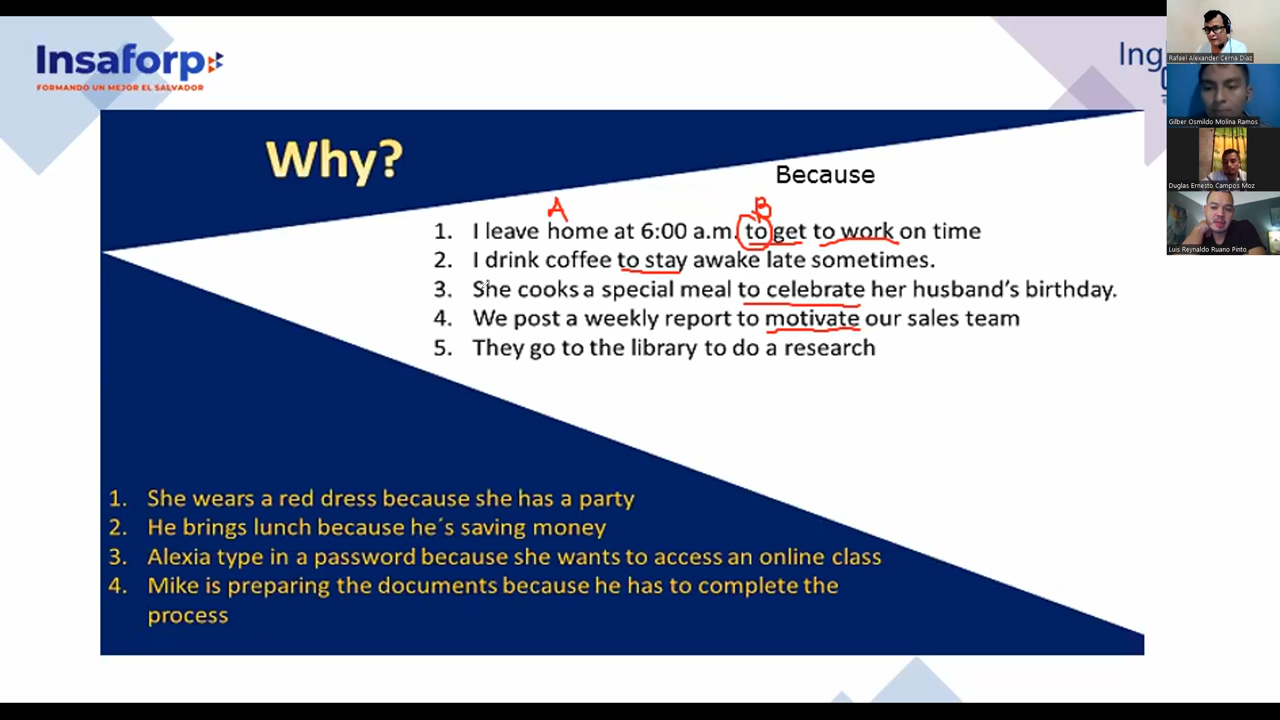 Insaforp
FORMANDO UN MEJOR EL SALVADOR
Ing
Why?
Because
A B
1. I leave home at 6:00 a.m. to get to work on time
2. I drink coffee to stay awake late sometimes.
3. She cooks a special meal to celebrate her husband's birthday.
4. We post a weekly report to motivate our sales team
5. They go to the library to do a research
1. She wears a red dress because she has a party
2. He brings lunch because he´s saving money
3. Alexia type in a password because she wants to access an online class
4. Mike is preparing the documents because he has to complete the
process
Rafael Alexander Cerna Diaz
Gilber Osmildo Molina Ramos
Duglas Ernesto Campos Moz
Luis Reynaldo Ruano Pinto